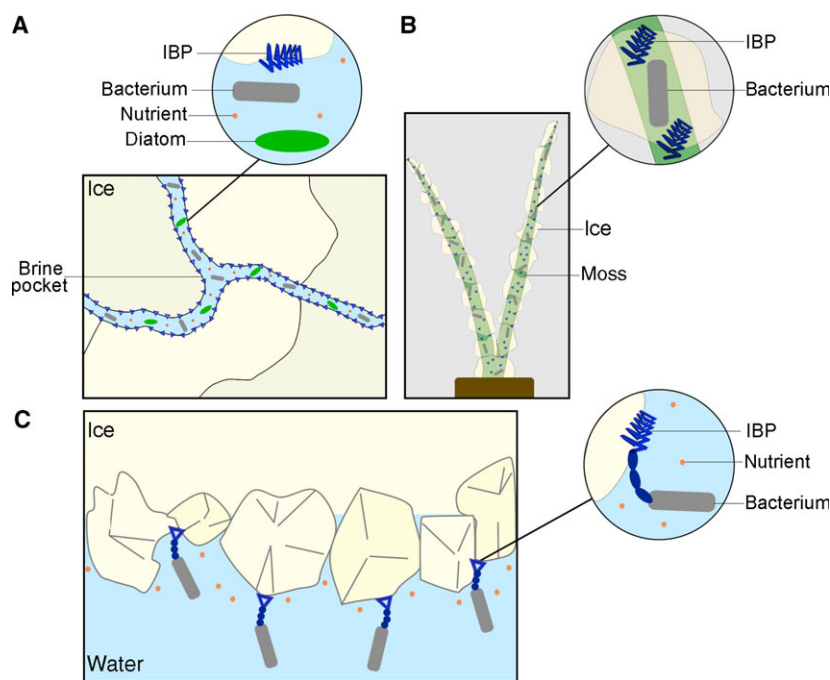 A
IBP
Bacterium
Nutrient
Diatom
Ice
Brine
pocket
B
IBP
Bacterium
Ice
Moss
C
Ice
Water
IBP
Nutrient
Bacterium